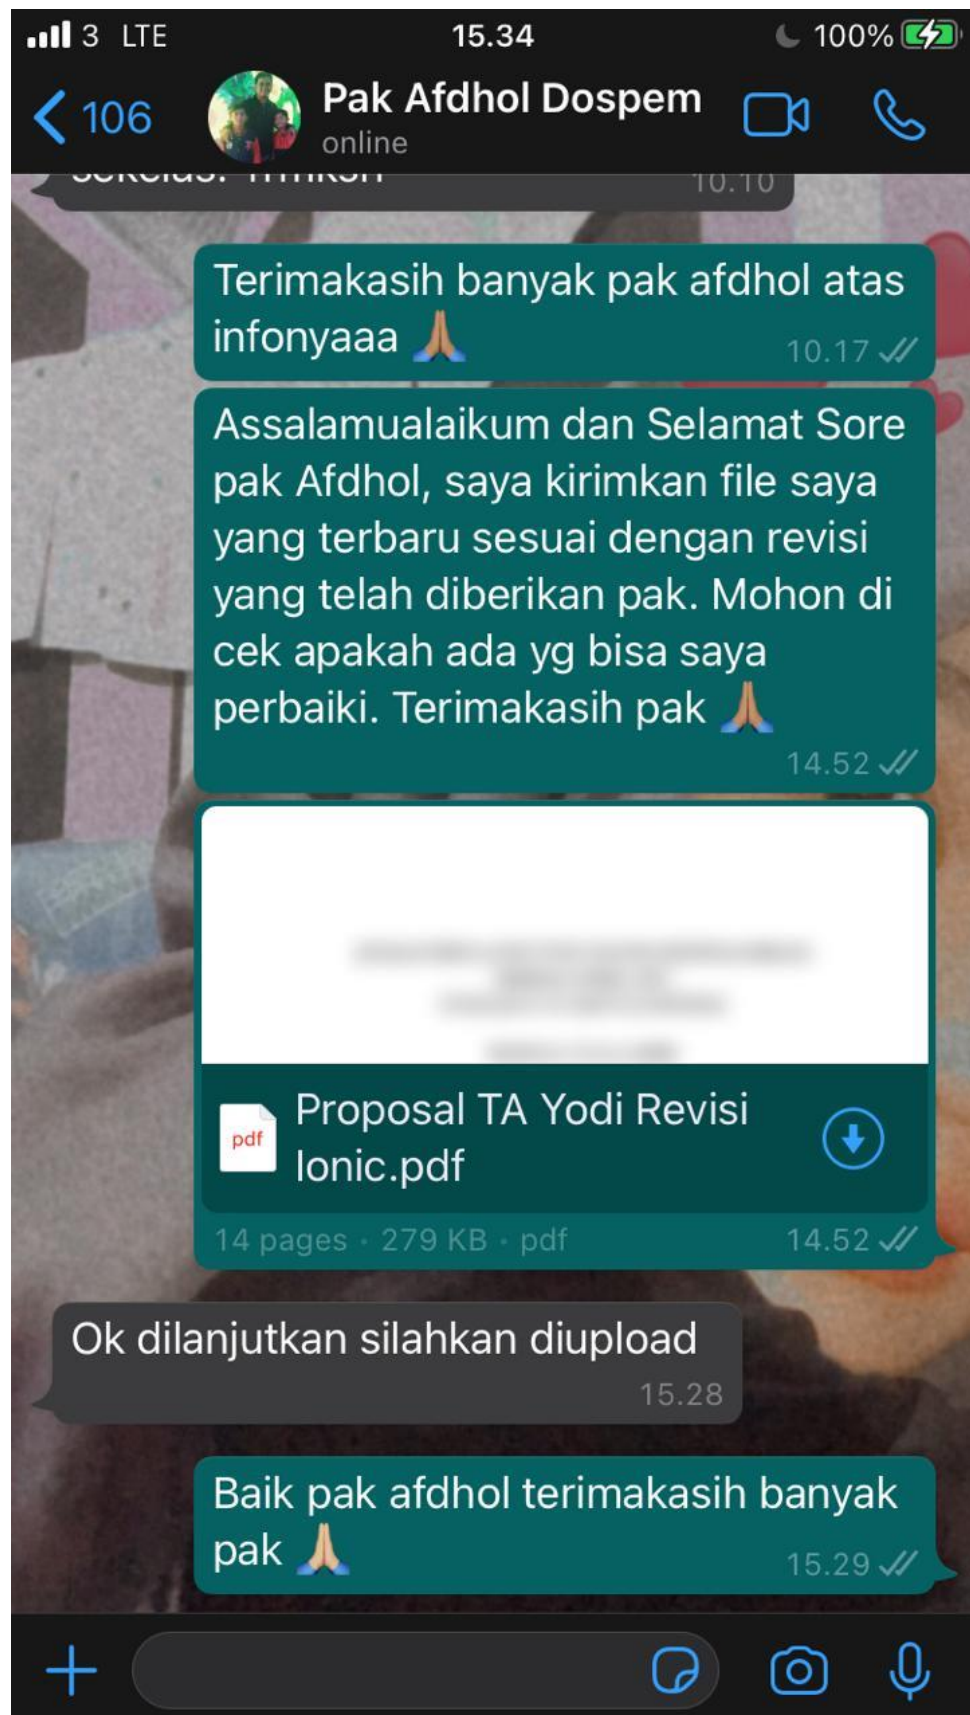 3 LTE 15.34 100%
106 Pak Afdhol Dospem
online
10.10
Terimakasih banyak pak afdhol atas
infonyaaa 🙏🏽
10.17
Assalamualaikum dan Selamat Sore
pak Afdhol, saya kirimkan file saya
yang terbaru sesuai dengan revisi
yang telah diberikan pak. Mohon di
cek apakah ada yg bisa saya
perbaiki. Terimakasih pak 🙏🏽
14.52
pdf
Proposal TA Yodi Revisi
Ionic.pdf
14 pages · 279 KB · pdf 14.52
Ok dilanjutkan silahkan diupload
15.28
Baik pak afdhol terimakasih banyak
pak 🙏🏼
15.29